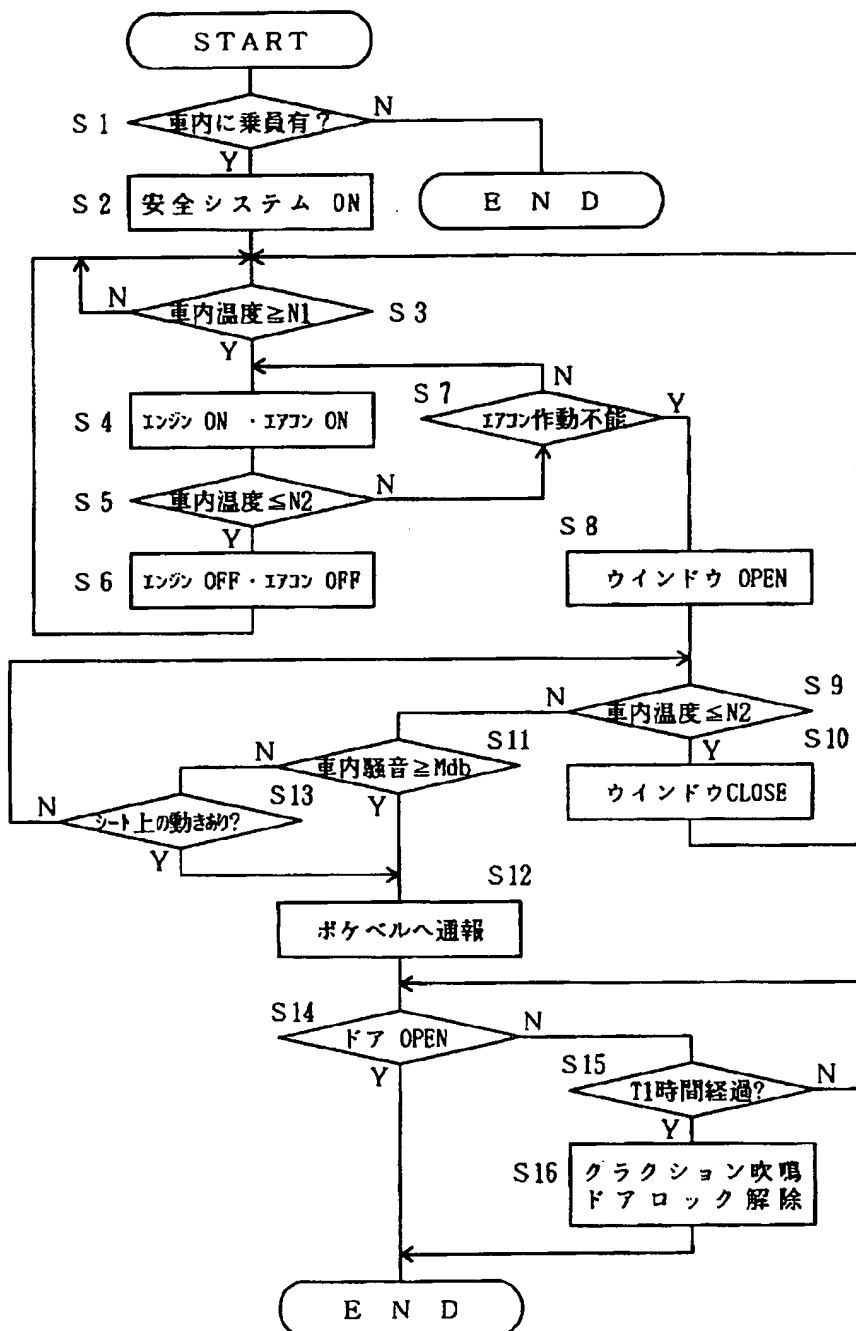 START
S1
車内に乗員有?
N
Y
S2
安全システム ON
END
N
車内温度≧N1
S3
Y
S4
エンジン ON ・エアコン ON
S7
N
エアコン作動不能
Y
S5
車内温度≦N2
N
Y
S6
エンジン OFF・エアコン OFF
S8
ウインドウ OPEN
S9
N
車内温度≦N2
Y
S10
ウインドウCLOSE
S11
N
車内騒音≧Mdb
Y
S13
N
シート上の動きあり?
Y
S12
ポケベルへ通報
S14
ドア OPEN
N
Y
S15
T1時間経過?
N
Y
S16
クラクション吹鳴
ドアロック解除
END